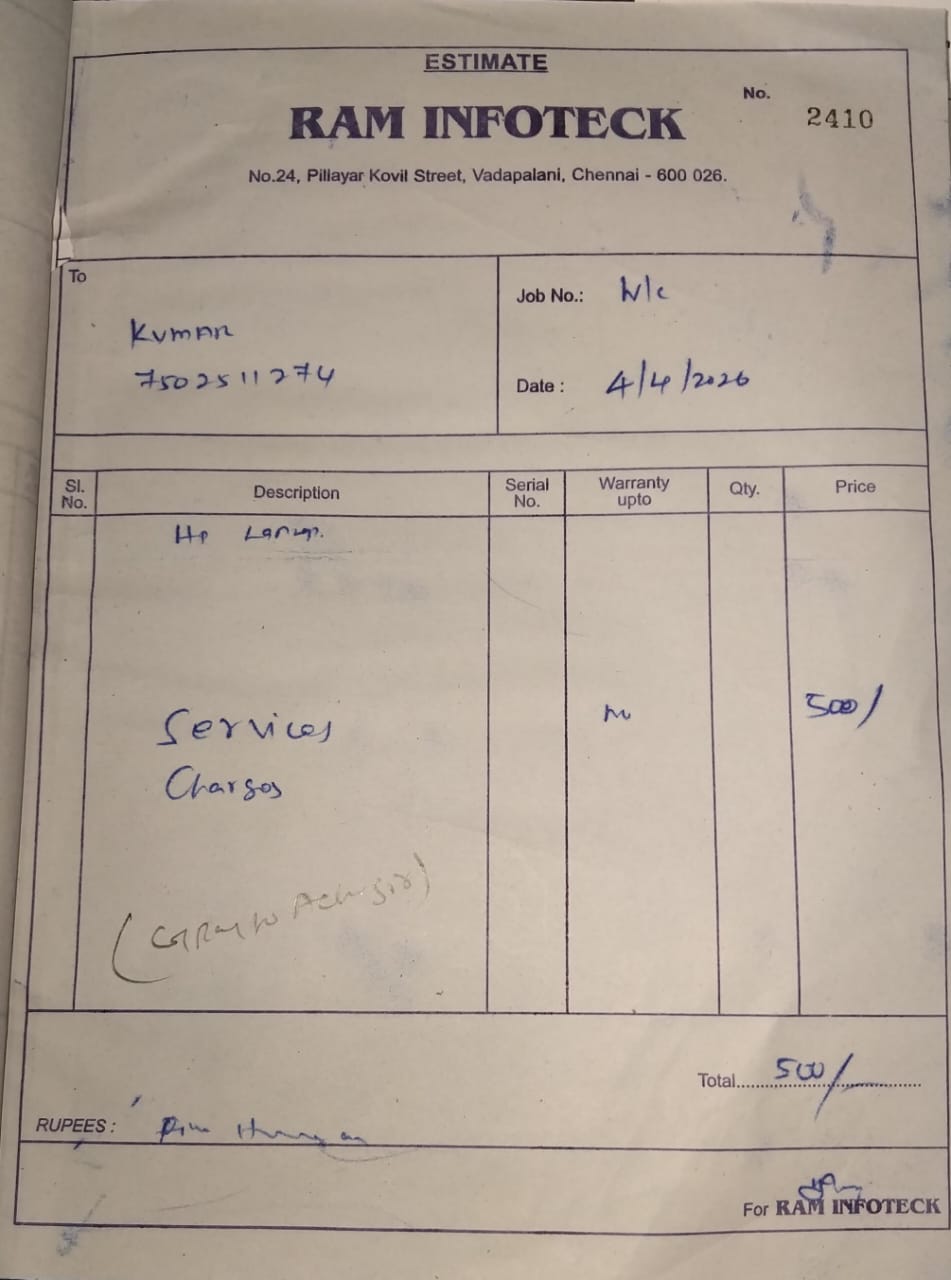 ESTIMATE
RAM INFOTECK
No. 2410
No.24, Pillayar Kovil Street, Vadapalani, Chennai - 600 026.
To
Kumar
7502511274
Job No.:
Date : 4/4/2026
Sl. No. Description Serial No. Warranty upto Qty. Price
Hp
Services 500/
Charges
Total 500/
RUPEES :
For RAM INFOTECK